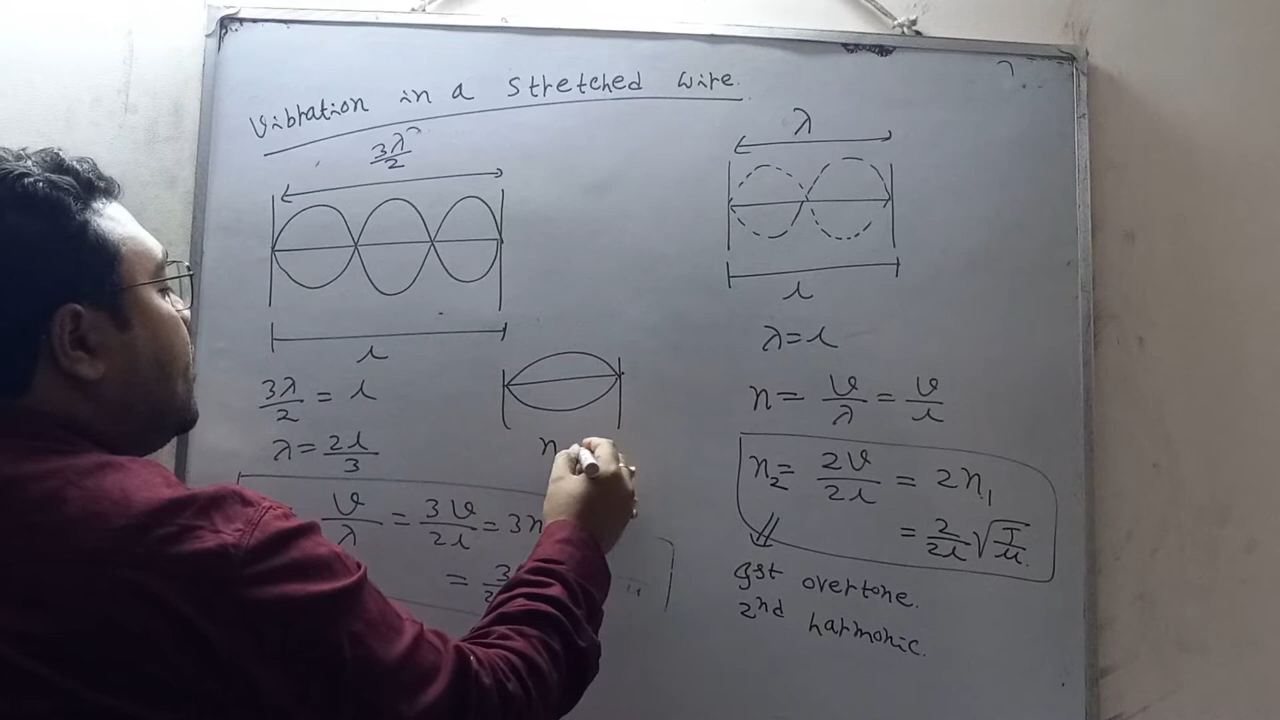 Vibration in a stretched wire.
3λ/2
l
3λ/2 = l
λ = 2l/3
v/λ = 3v/2l = 3n
= 3
n
λ
l
λ = l
n = v/λ = v/l
n₂ = 2v/2l = 2n₁
= 2/2l √T/μ
1st overtone.
2nd harmonic.